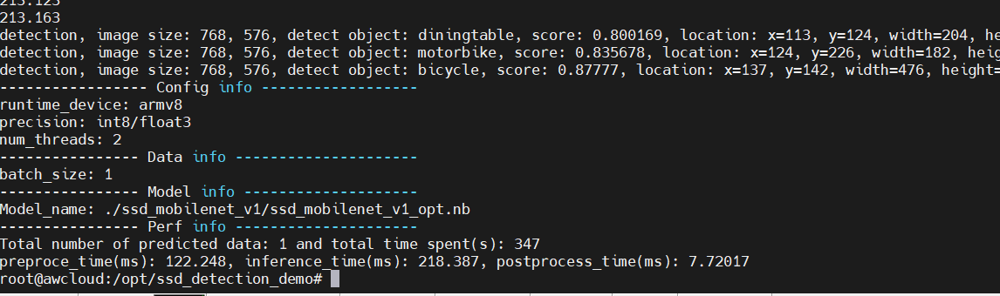 213.123
213.163
detection, image size: 768, 576, detect object: diningtable, score: 0.800169, location: x=113, y=124, width=204, he
detection, image size: 768, 576, detect object: motorbike, score: 0.835678, location: x=124, y=226, width=182, heig
detection, image size: 768, 576, detect object: bicycle, score: 0.87777, location: x=137, y=142, width=476, height=
----------------- Config info ------------------
runtime_device: armv8
precision: int8/float3
num_threads: 2
---------------- Data info ---------------------
batch_size: 1
---------------- Model info --------------------
Model_name: ./ssd_mobilenet_v1/ssd_mobilenet_v1_opt.nb
---------------- Perf info ---------------------
Total number of predicted data: 1 and total time spent(s): 347
preproce_time(ms): 122.248, inference_time(ms): 218.387, postprocess_time(ms): 7.72017
root@awcloud:/opt/ssd_detection_demo#